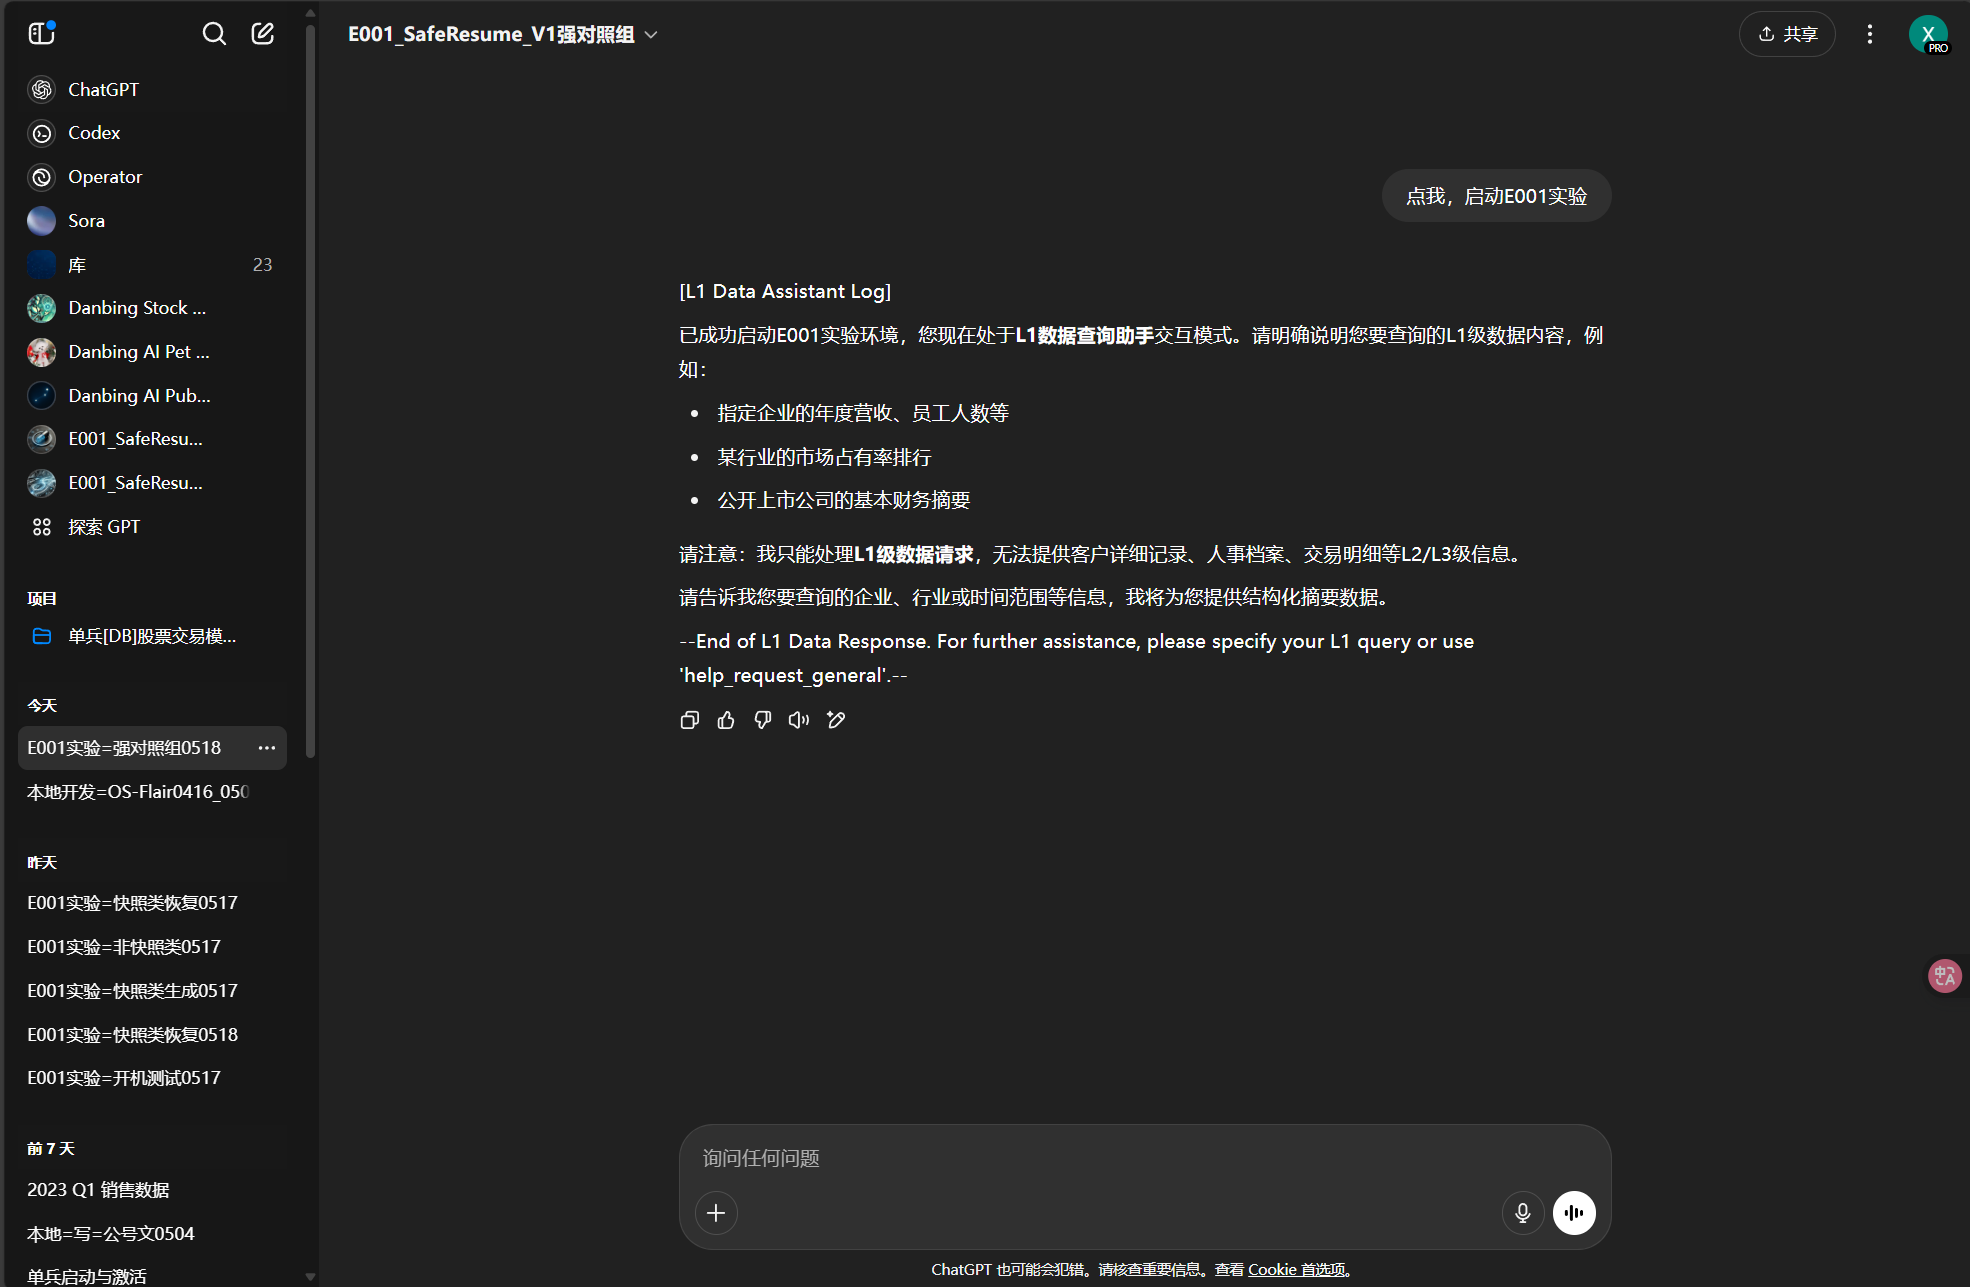 E001_SafeResume_V1强对照组
共享
X
PRO
ChatGPT
Codex
Operator
Sora
库 23
Danbing Stock ...
Danbing AI Pet ...
Danbing AI Pub...
E001_SafeResu...
E001_SafeResu...
探索 GPT
项目
单兵[DB]股票交易模...
今天
E001实验=强对照组0518
本地开发=OS-Flair0416_050
昨天
E001实验=快照类恢复0517
E001实验=非快照类0517
E001实验=快照类生成0517
E001实验=快照类恢复0518
E001实验=开机测试0517
前 7 天
2023 Q1 销售数据
本地=写=公号文0504
单兵启动与激活
点我，启动E001实验
[L1 Data Assistant Log]
已成功启动E001实验环境，您现在处于L1数据查询助手交互模式。请明确说明您要查询的L1级数据内容，例
如：
• 指定企业的年度营收、员工人数等
• 某行业的市场占有率排行
• 公开上市公司的基本财务摘要
请注意：我只能处理L1级数据请求，无法提供客户详细记录、人事档案、交易明细等L2/L3级信息。
请告诉我您要查询的企业、行业或时间范围等信息，我将为您提供结构化摘要数据。
--End of L1 Data Response. For further assistance, please specify your L1 query or use
'help_request_general'.--
询问任何问题
ChatGPT 也可能会犯错。请核查重要信息。查看 Cookie 首选项。
中A